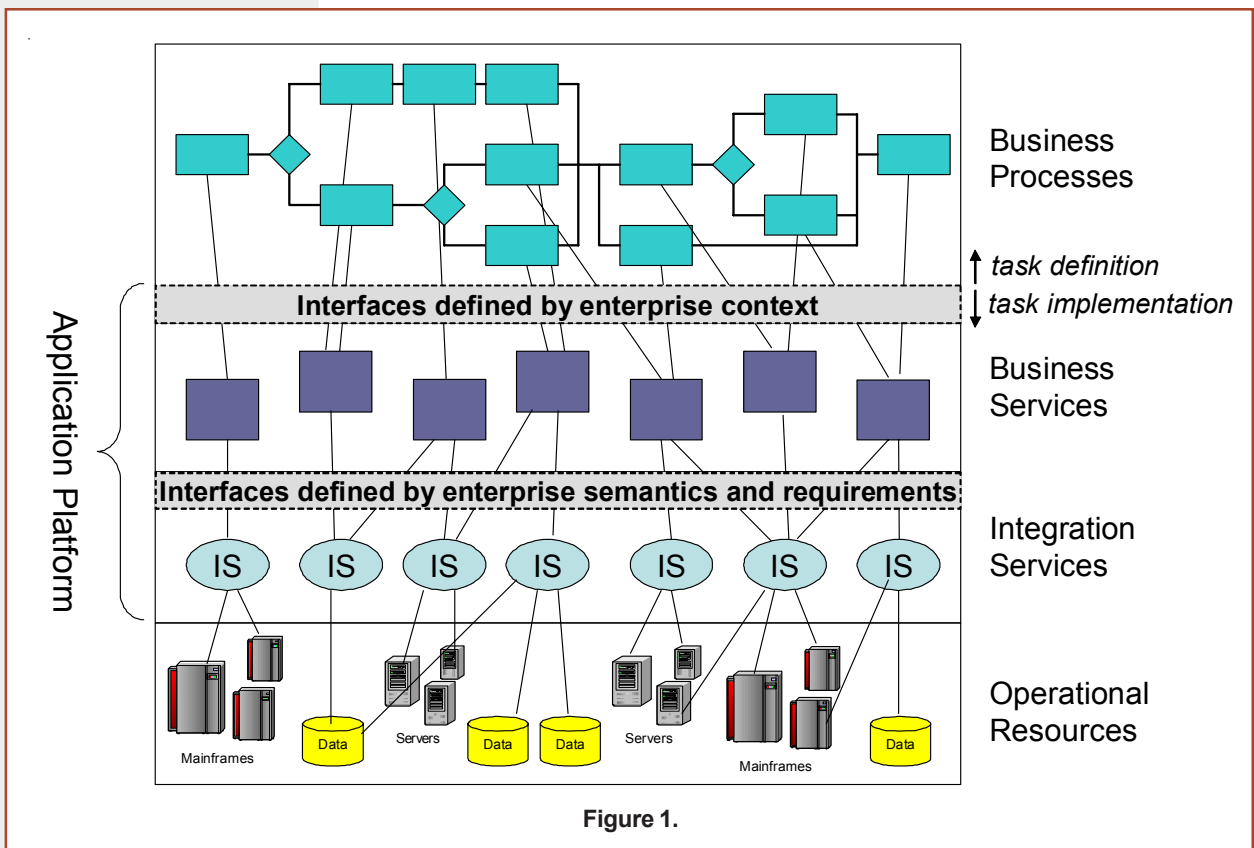 Business
Processes
task definition
Interfaces defined by enterprise context
task implementation
Application Platform
Business
Services
Interfaces defined by enterprise semantics and requirements
IS
IS
IS
IS
IS
IS
IS
Integration
Services
Operational
Resources
Mainframes
Data
Servers
Data
Data
Servers
Mainframes
Data
Figure 1.